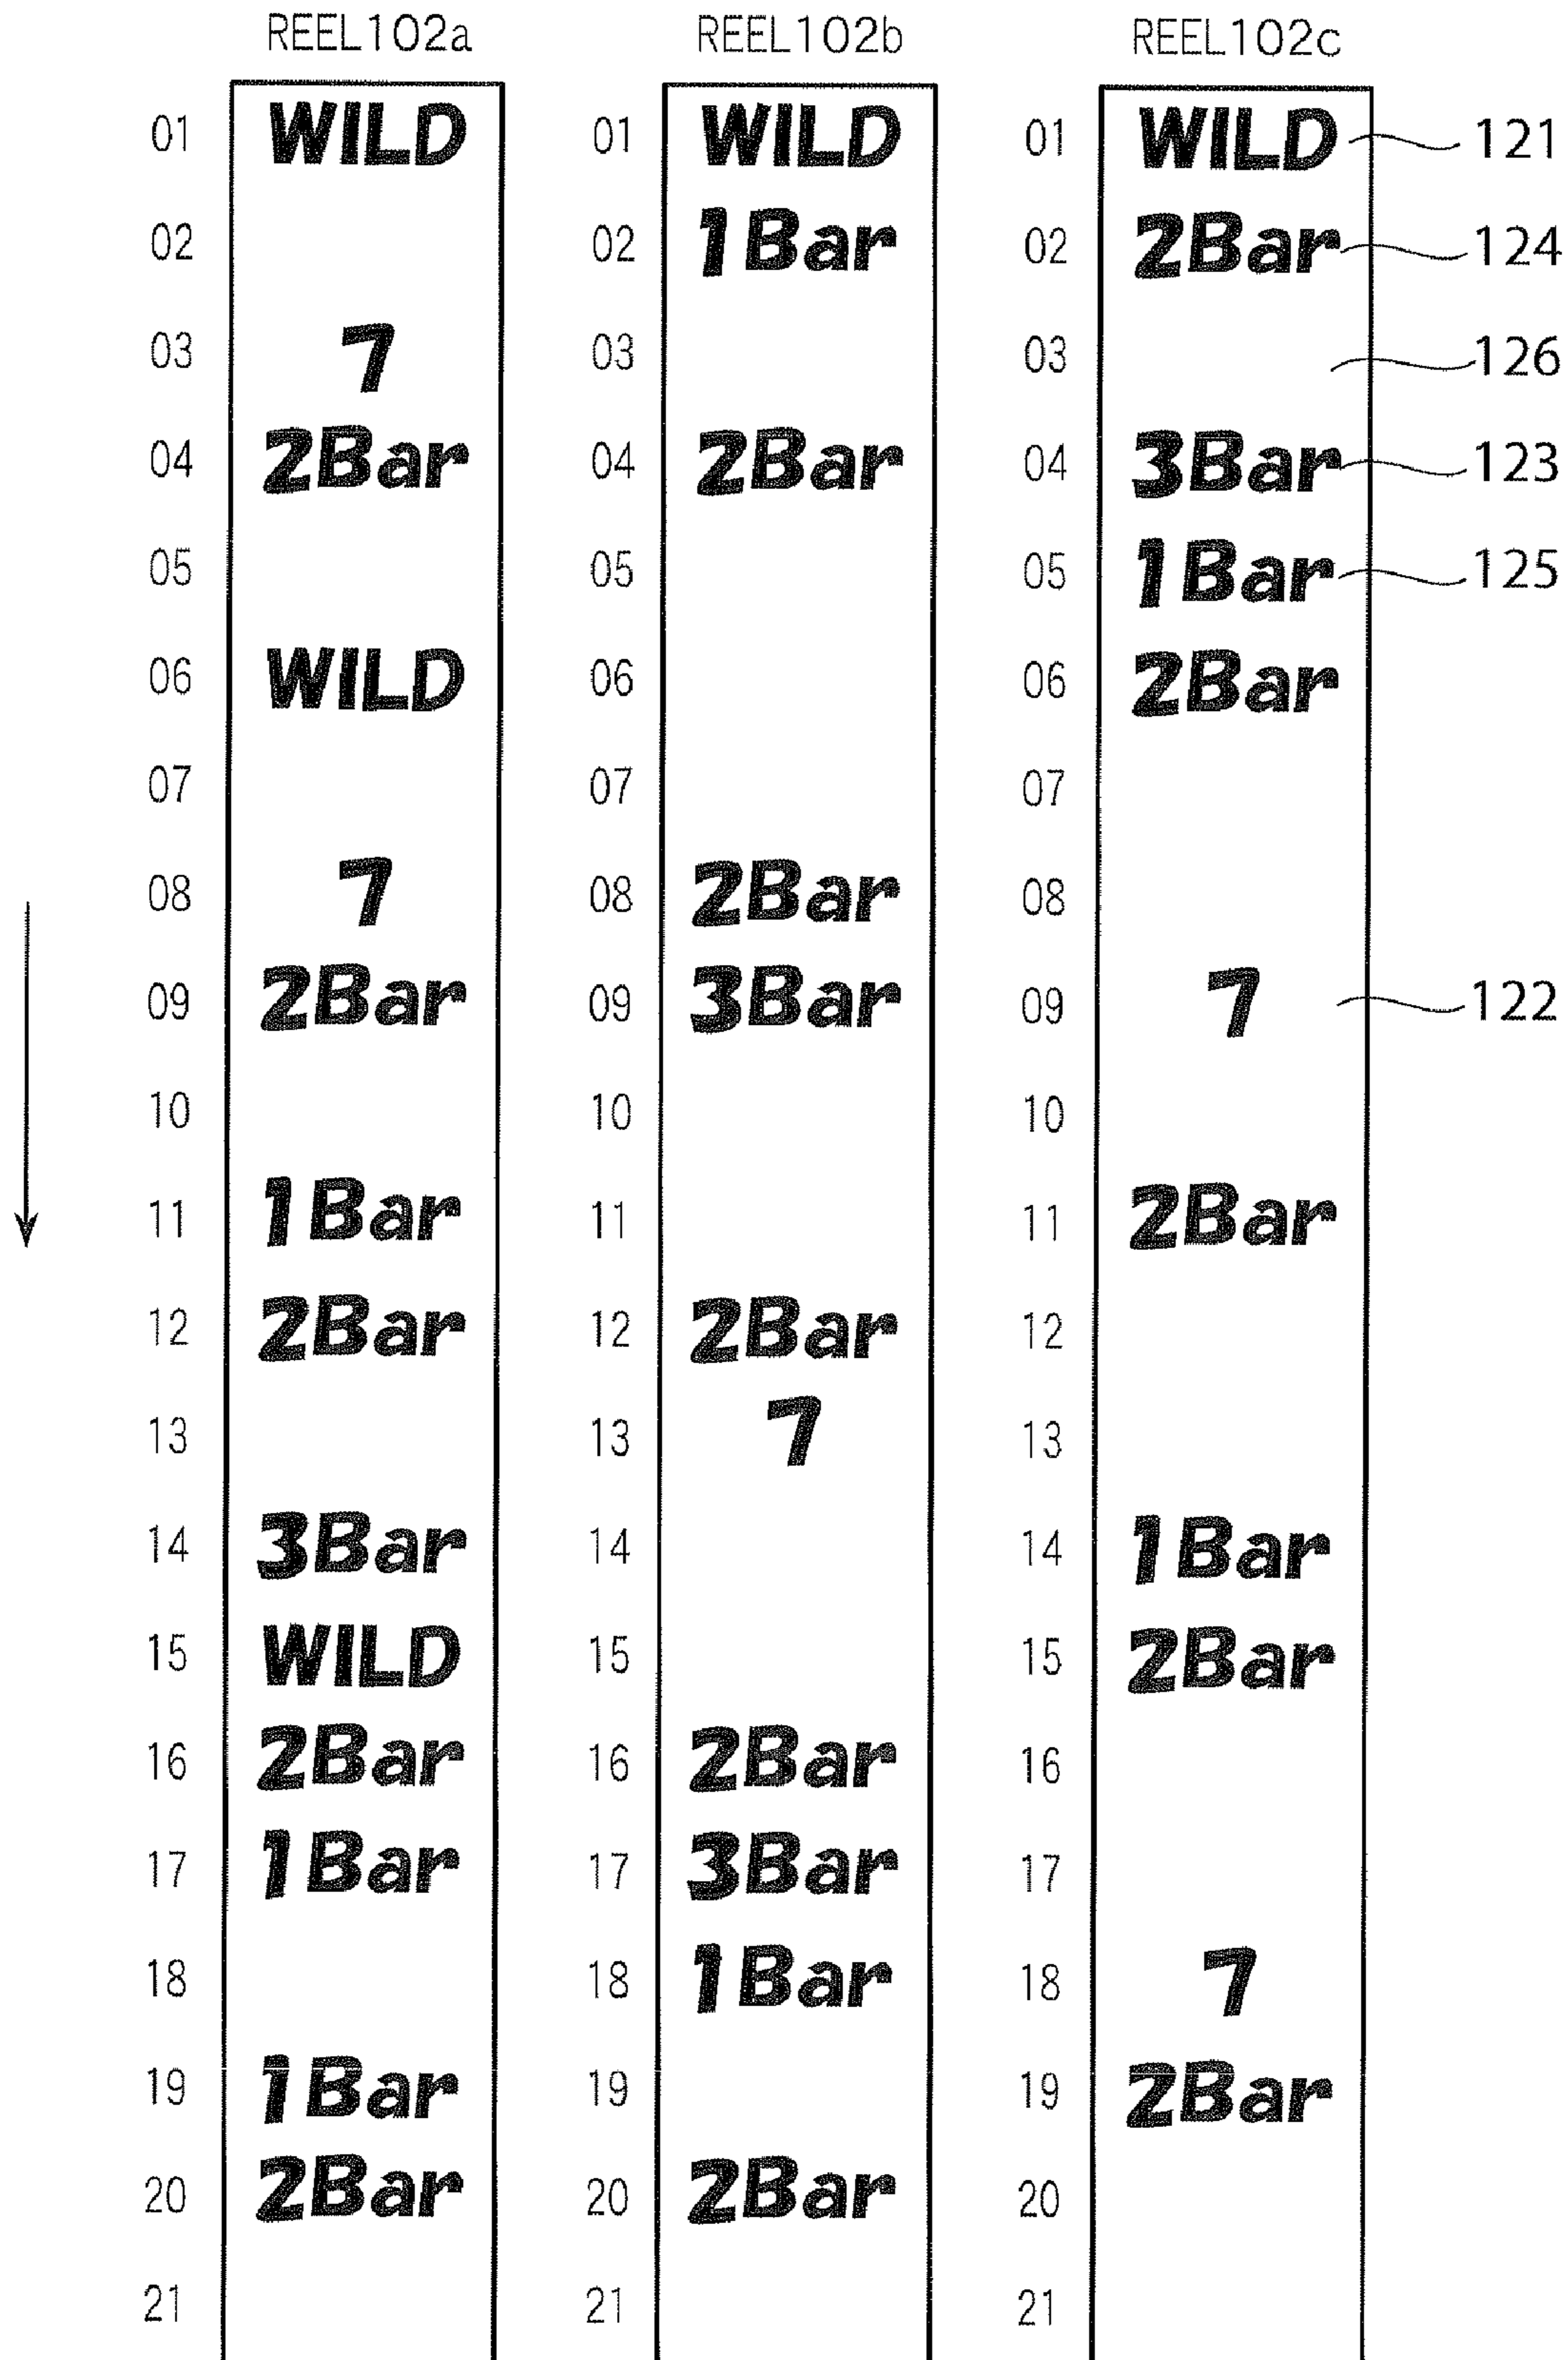 REEL102a REEL102b REEL102c
01 WILD 01 WILD 01 WILD 121
02 02 1Bar 02 2Bar 124
03 7 03 03 126
04 2Bar 04 2Bar 04 3Bar 123
05 05 05 1Bar 125
06 WILD 06 06 2Bar
07 07 07
08 7 08 2Bar 08
09 2Bar 09 3Bar 09 7 122
10 10 10
11 1Bar 11 11 2Bar
12 2Bar 12 2Bar 12
13 13 7 13
14 3Bar 14 14 1Bar
15 WILD 15 15 2Bar
16 2Bar 16 2Bar 16
17 1Bar 17 3Bar 17
18 18 1Bar 18 7
19 1Bar 19 19 2Bar
20 2Bar 20 2Bar 20
21 21 21